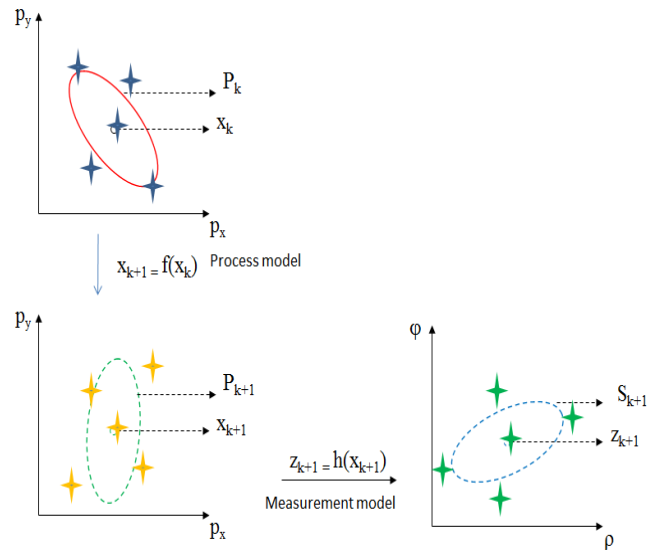 p_y
P_k
x_k
p_x
x_{k+1} = f(x_k) Process model
p_y
P_{k+1}
x_{k+1}
p_x
z_{k+1} = h(x_{k+1})
Measurement model
φ
S_{k+1}
z_{k+1}
ρ